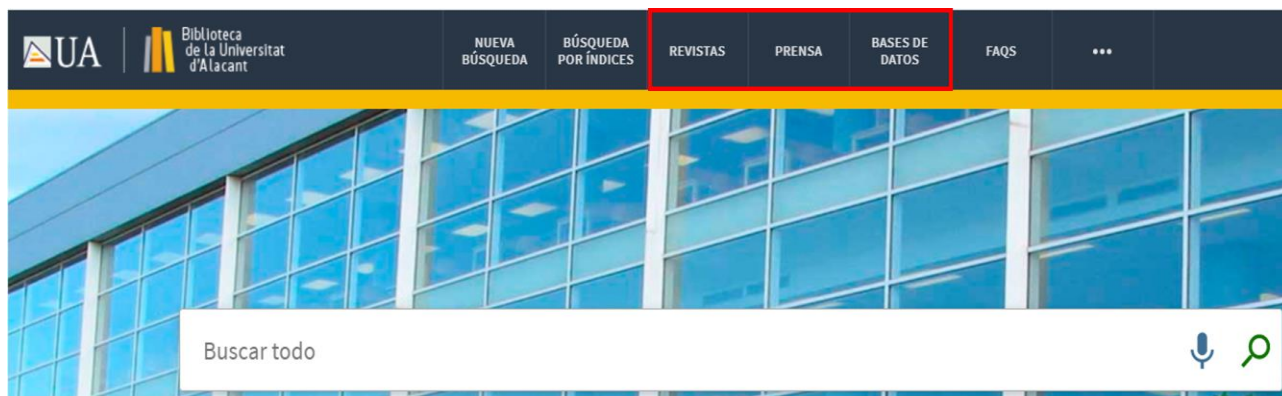 UA
Biblioteca
de la Universitat
d'Alacant
NUEVA
BÚSQUEDA
BÚSQUEDA
POR ÍNDICES
REVISTAS
PRENSA
BASES DE
DATOS
FAQS
•••
Buscar todo